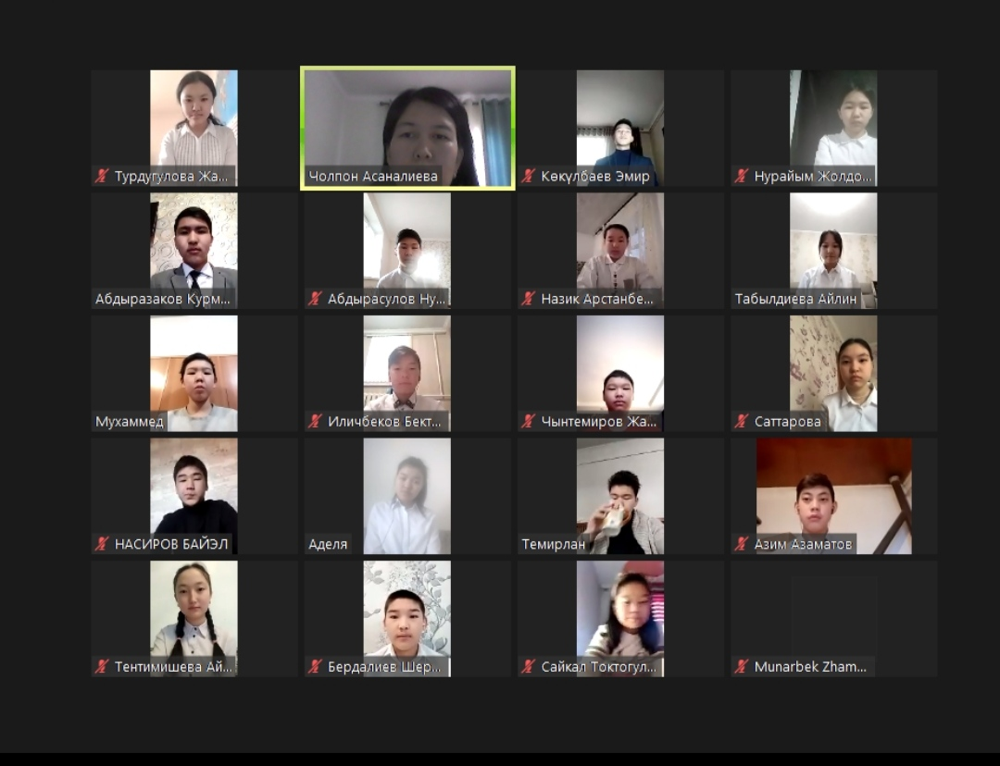 Турдугулова Жа...
Чолпон Асаналиева
Көкүлбаев Эмир
Нурайым Жолдо...
Абдыразаков Курм...
Абдырасулов Ну...
Назик Арстанбе...
Табылдиева Айлин
Мухаммед
Иличбеков Бект...
Чынтемиров Жа...
Саттарова
НАСИРОВ БАЙЭЛ
Аделя
Темирлан
Азим Азаматов
Тентимишева Ай...
Бердалиев Шер...
Сайкал Токтогул...
Munarbek Zham...